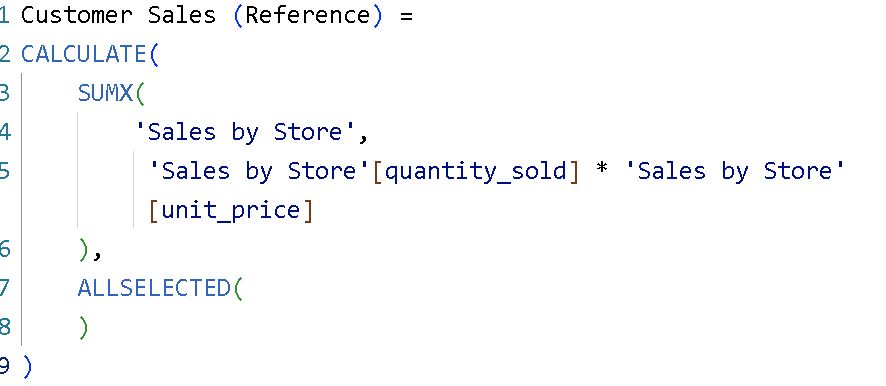 1 Customer Sales (Reference) =
2 CALCULATE(
3 SUMX(
4 'Sales by Store',
5 'Sales by Store'[quantity_sold] * 'Sales by Store'
[unit_price]
6 ),
7 ALLSELECTED(
8 )
9 )